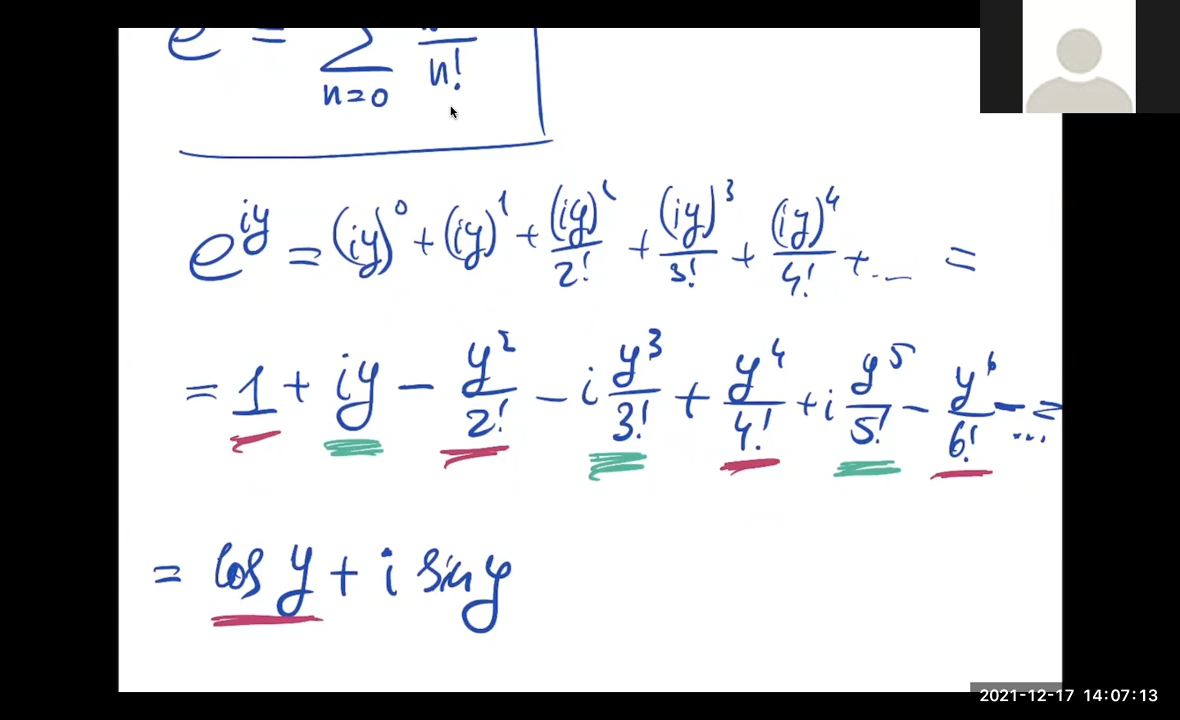 e = ∑ n=0 n!
e^{iy} = (iy)^0 + (iy)^1 + (iy)^2/2! + (iy)^3/3! + (iy)^4/4! + ... =
= 1 + iy - y^2/2! - i y^3/3! + y^4/4! + i y^5/5! - y^6/6! - ... =
= cos y + i sin y
2021-12-17 14:07:13